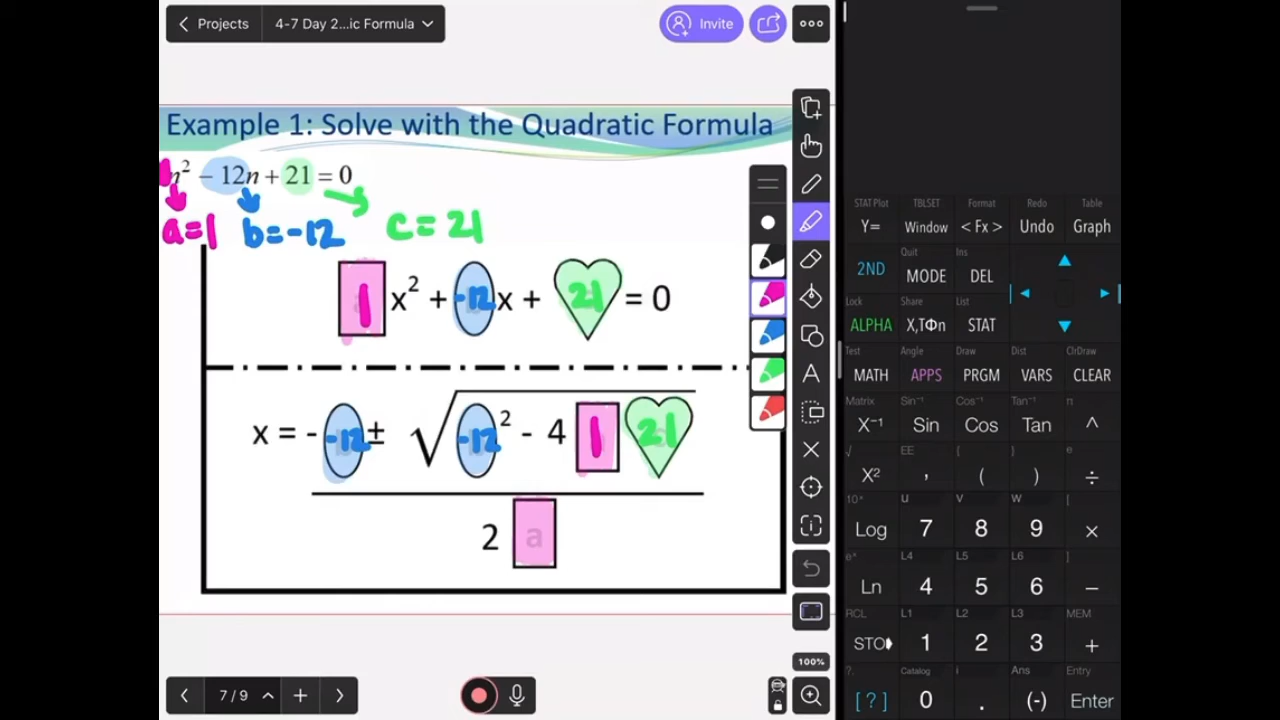 Projects 4-7 Day 2...ic Formula Invite
Example 1: Solve with the Quadratic Formula
n² − 12n + 21 = 0
a=1 b=-12 c=21
1 x² + -12 x + 21 = 0
x = - -12 ± √ -12 ² - 4 1 21
2 a
A
100%
7/9
STAT Plot TBLSET Format Redo Table
Y= Window < Fx > Undo Graph
Quit Ins
2ND MODE DEL
Lock Share List
ALPHA X,TΦn STAT
Test Angle Draw Dist ClrDraw
MATH APPS PRGM VARS CLEAR
Matrix Sin⁻¹ Cos⁻¹ Tan⁻¹ π
X⁻¹ Sin Cos Tan ^
√ EE { } e
X² , ( ) ÷
10ˣ u v w [
Log 7 8 9 ×
eˣ L4 L5 L6 ]
Ln 4 5 6 −
RCL L1 L2 L3 MEM
STO 1 2 3 +
?. Catalog i Ans Entry
[ ? ] 0 . (-) Enter